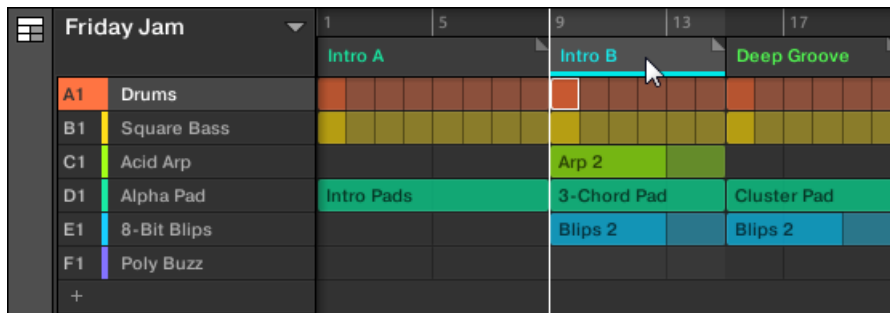 Friday Jam
1 5 9 13 17
Intro A Intro B Deep Groove
A1 Drums
B1 Square Bass
C1 Acid Arp Arp 2
D1 Alpha Pad Intro Pads 3-Chord Pad Cluster Pad
E1 8-Bit Blips Blips 2 Blips 2
F1 Poly Buzz
+